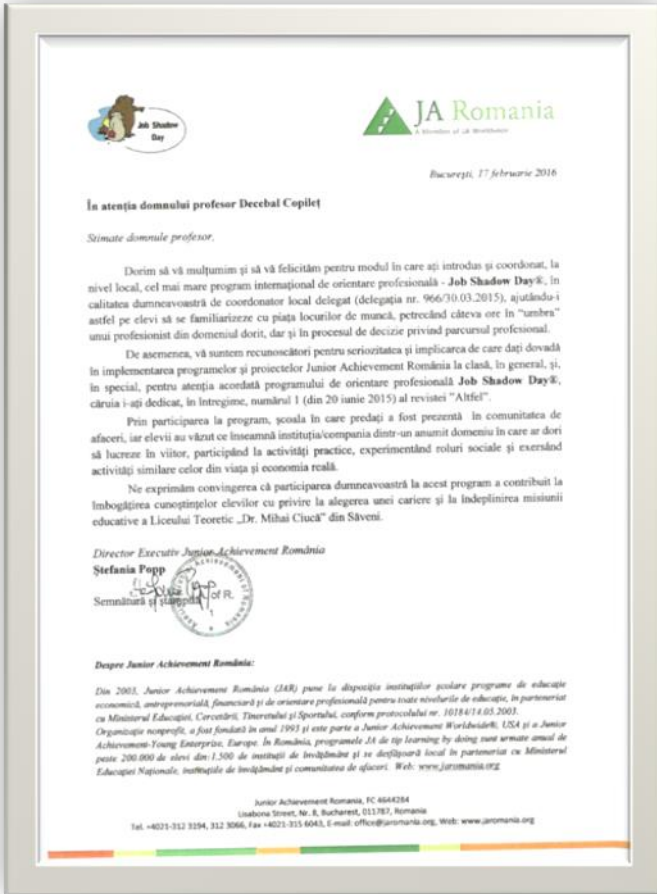 Job Shadow
Day
JA Romania
A Member of JA Worldwide
București, 17 februarie 2016
În atenția domnului profesor Decebal Copileț
Stimate domnule profesor,
Dorim să vă mulțumim și să vă felicităm pentru modul în care ați introdus și coordonat, la
nivel local, cel mai mare program internațional de orientare profesională - Job Shadow Day®, în
calitatea dumneavoastră de coordonator local delegat (delegația nr. 966/30.03.2015), ajutându-i
astfel pe elevi să se familiarizeze cu piața locurilor de muncă, petrecând câteva ore în "umbra"
unui profesionist din domeniul dorit, dar și în procesul de decizie privind parcursul profesional.
De asemenea, vă suntem recunoscători pentru seriozitatea și implicarea de care dați dovadă
în implementarea programelor și proiectelor Junior Achievement România la clasă, în general, și,
în special, pentru atenția acordată programului de orientare profesională Job Shadow Day®,
căruia i-ați dedicat, în întregime, numărul 1 (din 20 iunie 2015) al revistei "Altfel".
Prin participarea la program, școala în care predați a fost prezentă în comunitatea de
afaceri, iar elevii au văzut ce înseamnă instituția/compania dintr-un anumit domeniu în care ar dori
să lucreze în viitor, participând la activități practice, experimentând roluri sociale și exersând
activități similare celor din viața și economia reală.
Ne exprimăm convingerea că participarea dumneavoastră la acest program a contribuit la
îmbogățirea cunoștințelor elevilor cu privire la alegerea unei cariere și la îndeplinirea misiunii
educative a Liceului Teoretic „Dr. Mihai Ciucă" din Săveni.
Director Executiv Junior Achievement România
Ștefania Popp
Semnătură și ștampilă
of R.
Despre Junior Achievement România:
Din 2003, Junior Achievement România (JAR) pune la dispoziția instituțiilor școlare programe de educație
economică, antreprenorială, financiară și de orientare profesională pentru toate nivelurile de educație, în parteneriat
cu Ministerul Educației, Cercetării, Tineretului și Sportului, conform protocolului nr. 10184/14.05.2003.
Organizație nonprofit, a fost fondată în anul 1993 și este parte a Junior Achievement Worldwide®, USA și a Junior
Achievement-Young Enterprise, Europe. În România, programele JA de tip learning by doing sunt urmate anual de
peste 200.000 de elevi din 1.500 de instituții de învățământ și se desfășoară local în parteneriat cu Ministerul
Educației Naționale, instituțiile de învățământ și comunitatea de afaceri. Web: www.jaromania.org
Junior Achievement Romania, FC 4644284
Lisabona Street, Nr. 8, Bucharest, 011787, Romania
Tel. +4021-312 3194, 312 3066, Fax +4021-315 6043, E-mail: office@jaromania.org, Web: www.jaromania.org